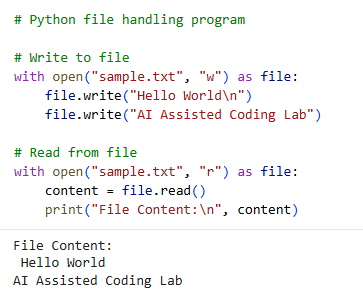 # Python file handling program

# Write to file
with open("sample.txt", "w") as file:
    file.write("Hello World\n")
    file.write("AI Assisted Coding Lab")

# Read from file
with open("sample.txt", "r") as file:
    content = file.read()
    print("File Content:\n", content)

File Content:
 Hello World
AI Assisted Coding Lab